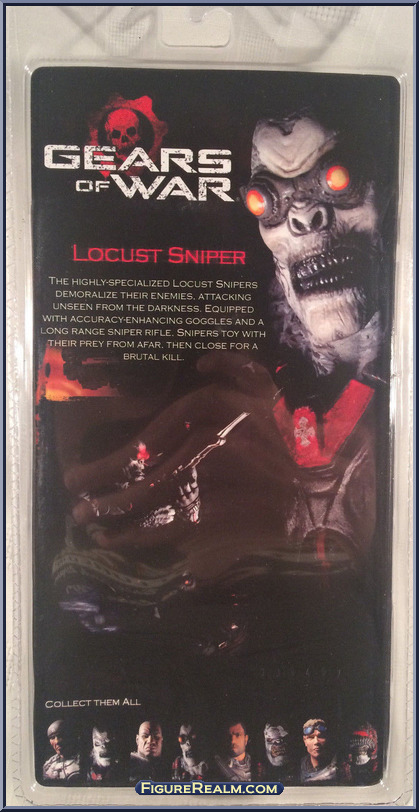 GEARS
OF WAR
LOCUST SNIPER
THE HIGHLY-SPECIALIZED LOCUST SNIPERS
DEMORALIZE THEIR ENEMIES, ATTACKING
UNSEEN FROM THE DARKNESS. EQUIPPED
WITH ACCURACY-ENHANCING GOGGLES AND A
LONG RANGE SNIPER RIFLE, SNIPERS TOY WITH
THEIR PREY FROM AFAR, THEN CLOSE FOR A
BRUTAL KILL.
COLLECT THEM ALL
FIGUREREALM.COM